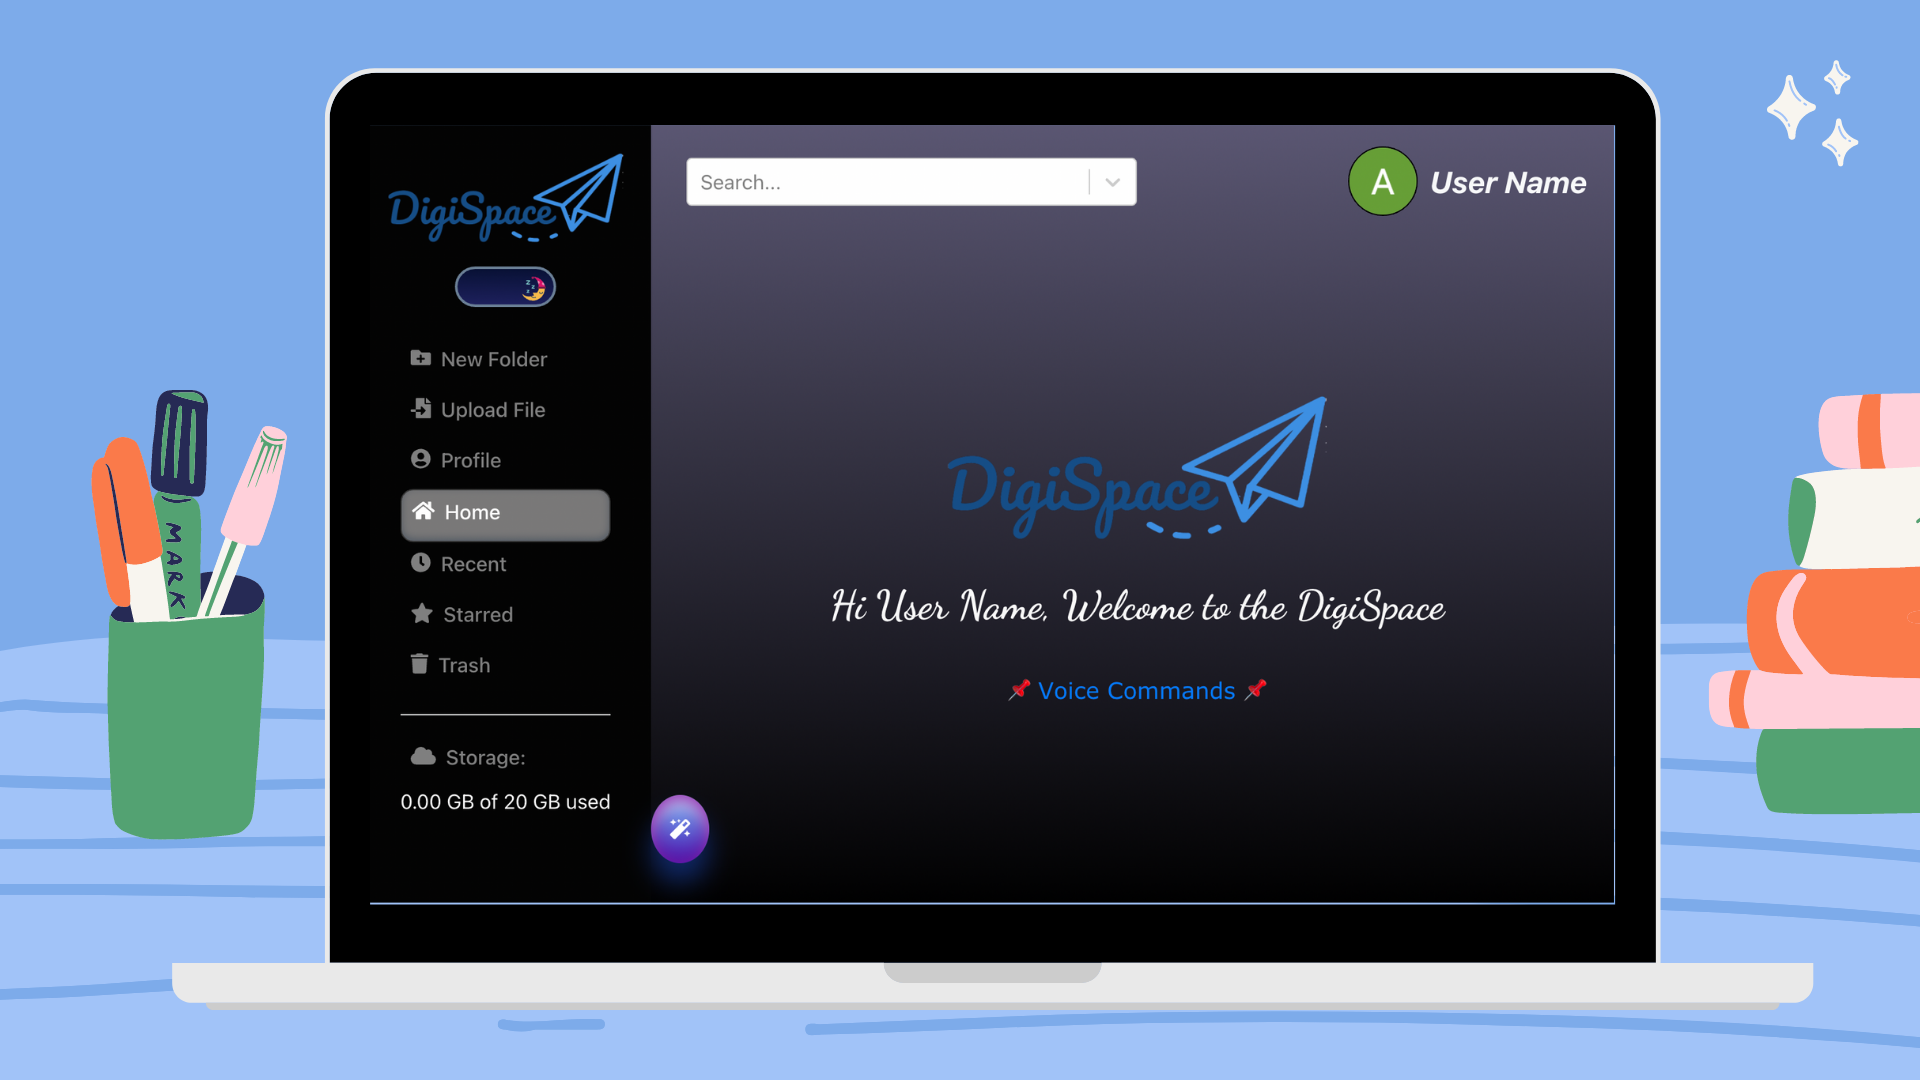 DigiSpace
Search...
A
User Name
New Folder
Upload File
Profile
Home
Recent
Starred
Trash
Storage:
0.00 GB of 20 GB used
DigiSpace
Hi User Name, Welcome to the DigiSpace
📌 Voice Commands 📌
MARK